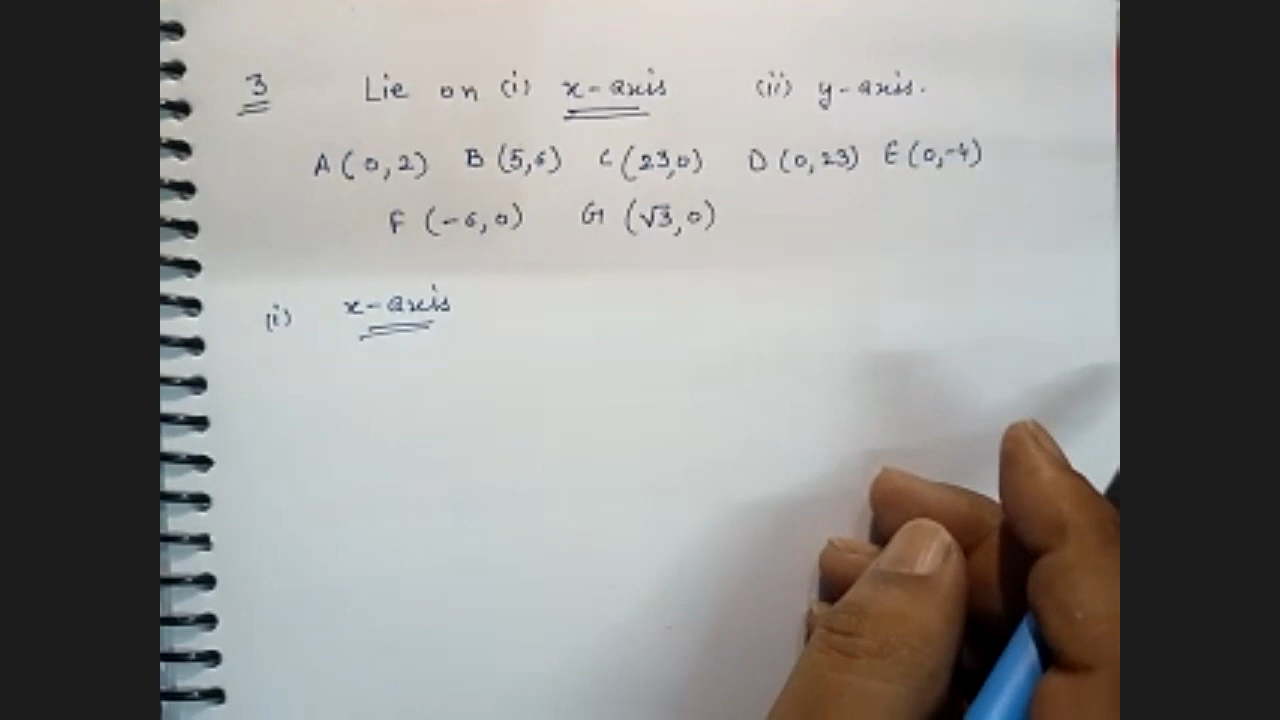 3 Lie on (i) x-axis (ii) y-axis.
A (0,2) B (5,6) C (23,0) D (0,23) E (0,-4)
F (-6,0) G (√3,0)
(i) x-axis